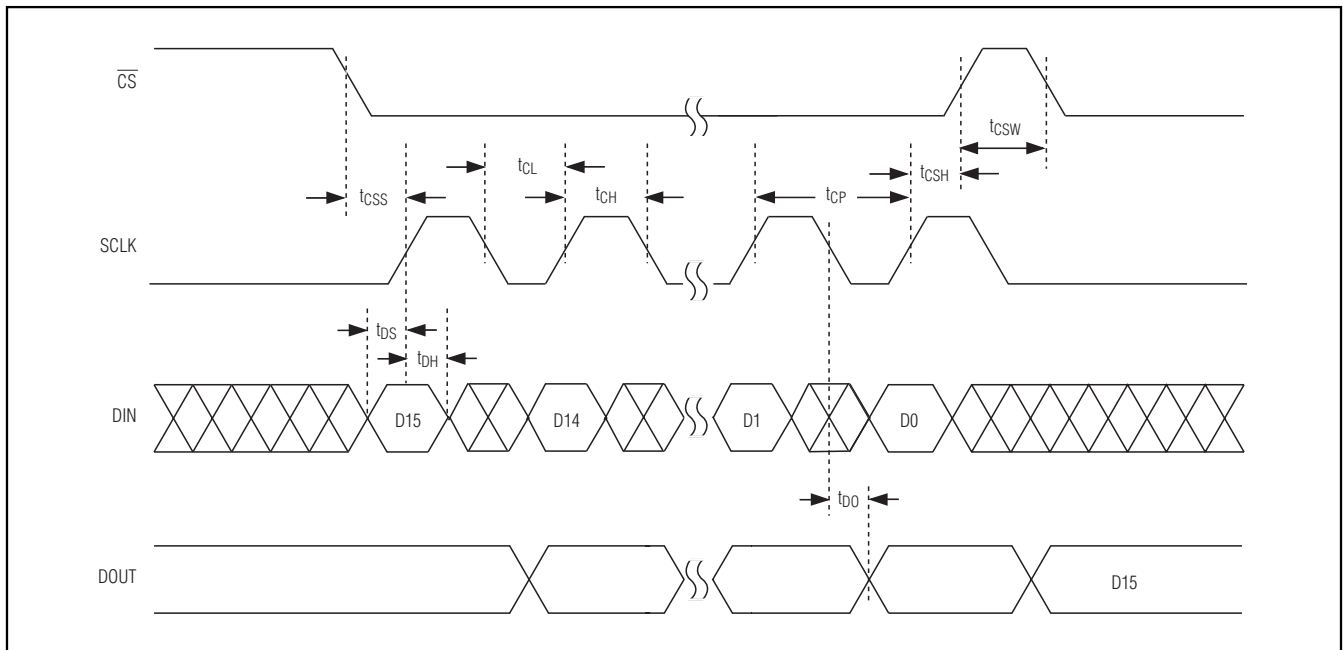 CS
tCSW
tCL
tCSH
tCSS
tCH
tCP
SCLK
tDS
tDH
DIN
D15
D14
D1
D0
tDO
DOUT
D15